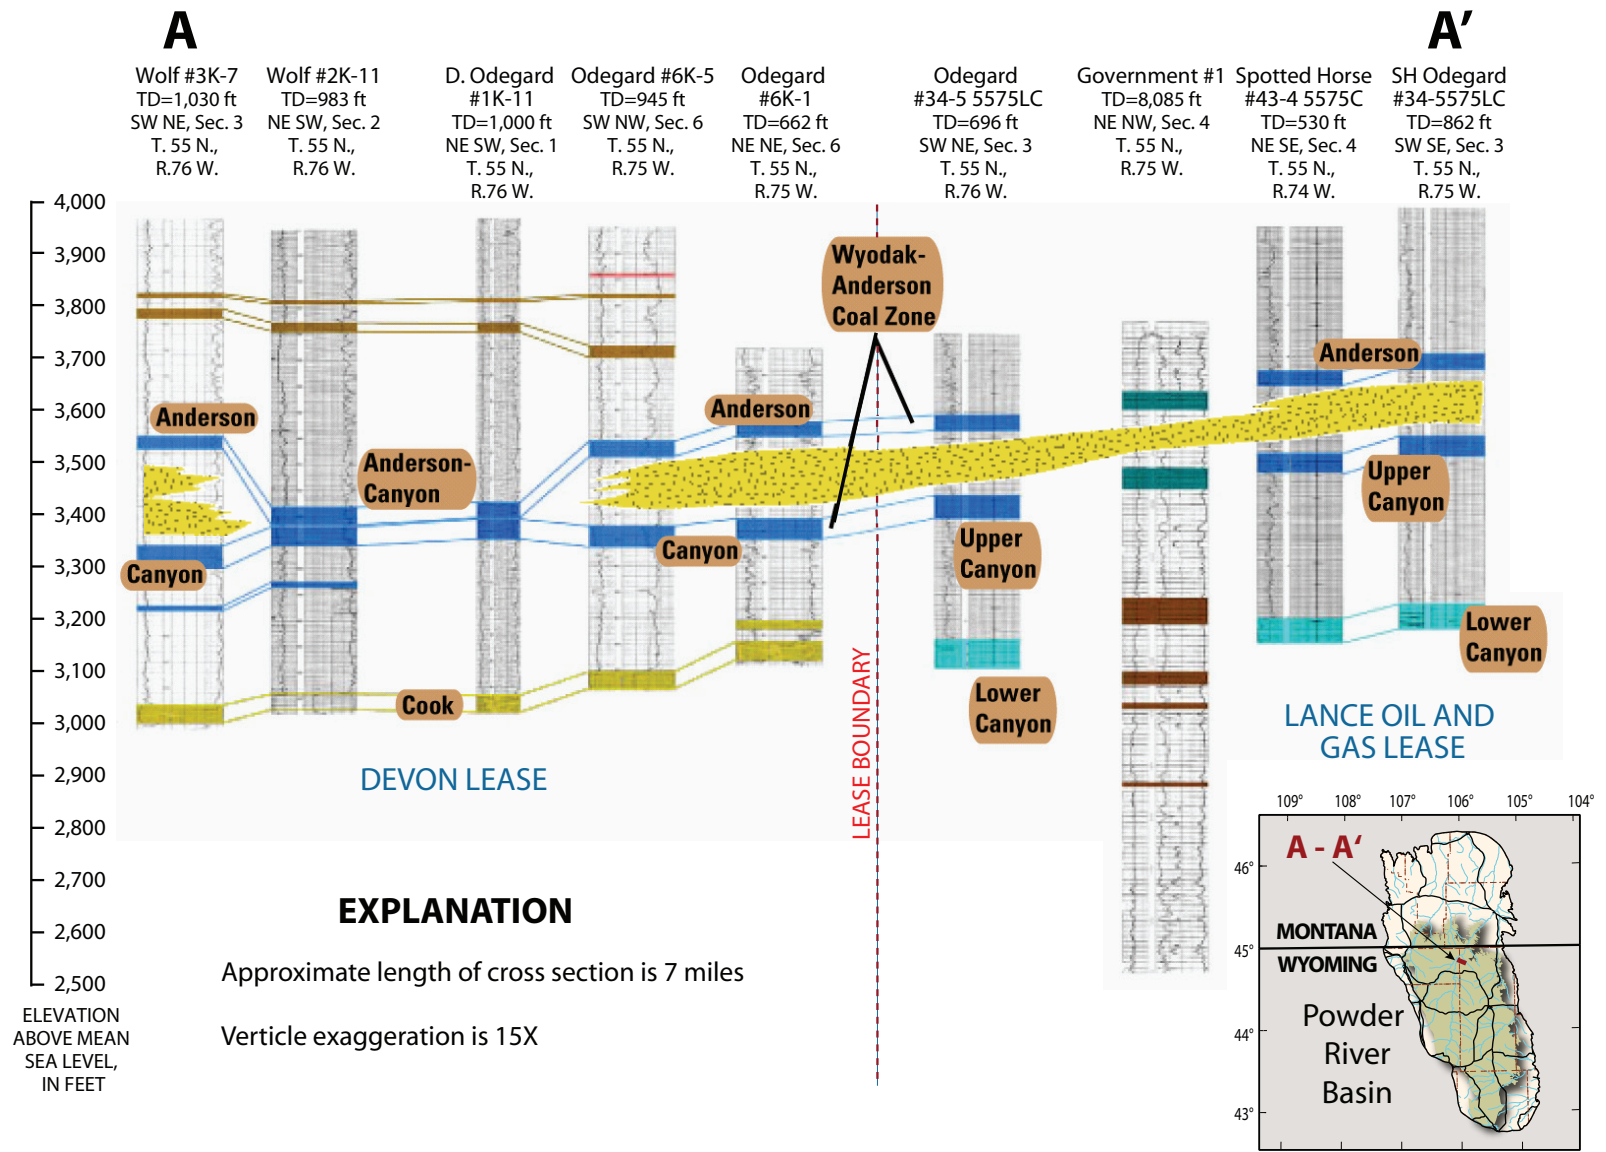 A
A′
Wolf #3K-7
TD=1,030 ft
SW NE, Sec. 3
T. 55 N.,
R.76 W.
Wolf #2K-11
TD=983 ft
NE SW, Sec. 2
T. 55 N.,
R.76 W.
D. Odegard
#1K-11
TD=1,000 ft
NE SW, Sec. 1
T. 55 N.,
R.76 W.
Odegard #6K-5
TD=945 ft
SW NW, Sec. 6
T. 55 N.,
R.75 W.
Odegard
#6K-1
TD=662 ft
NE NE, Sec. 6
T. 55 N.,
R.75 W.
Odegard
#34-5 5575LC
TD=696 ft
SW NE, Sec. 3
T. 55 N.,
R.76 W.
Government #1
TD=8,085 ft
NE NW, Sec. 4
T. 55 N.,
R.75 W.
Spotted Horse
#43-4 5575C
TD=530 ft
NE SE, Sec. 4
T. 55 N.,
R.74 W.
SH Odegard
#34-5575LC
TD=862 ft
SW SE, Sec. 3
T. 55 N.,
R.75 W.
4,000
3,900
3,800
3,700
3,600
3,500
3,400
3,300
3,200
3,100
3,000
2,900
2,800
2,700
2,600
2,500
ELEVATION
ABOVE MEAN
SEA LEVEL,
IN FEET
Anderson
Canyon
Anderson-
Canyon
Cook
Canyon
Anderson
Wyodak-
Anderson
Coal Zone
Upper
Canyon
Lower
Canyon
Anderson
Upper
Canyon
Lower
Canyon
DEVON LEASE
LEASE BOUNDARY
LANCE OIL AND
GAS LEASE
EXPLANATION
Approximate length of cross section is 7 miles
Verticle exaggeration is 15X
109°
108°
107°
106°
105°
104°
46°
45°
44°
43°
A - A‘
MONTANA
WYOMING
Powder
River
Basin